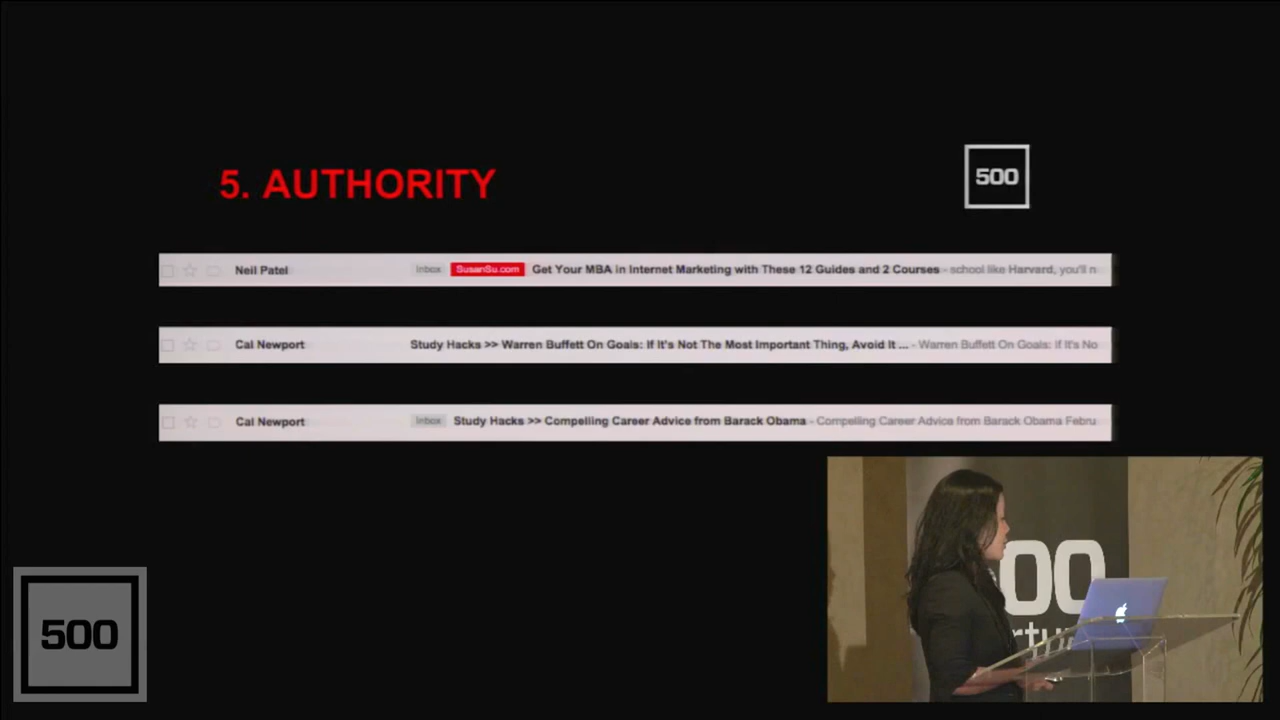 5. AUTHORITY
500
Neil Patel Inbox SusanSu.com Get Your MBA in Internet Marketing with These 12 Guides and 2 Courses - school like Harvard, you'll n
Cal Newport Study Hacks >> Warren Buffett On Goals: If It's Not The Most Important Thing, Avoid It ... - Warren Buffett On Goals: If It's No
Cal Newport Inbox Study Hacks >> Compelling Career Advice from Barack Obama - Compelling Career Advice from Barack Obama Febru
00
rtu
500